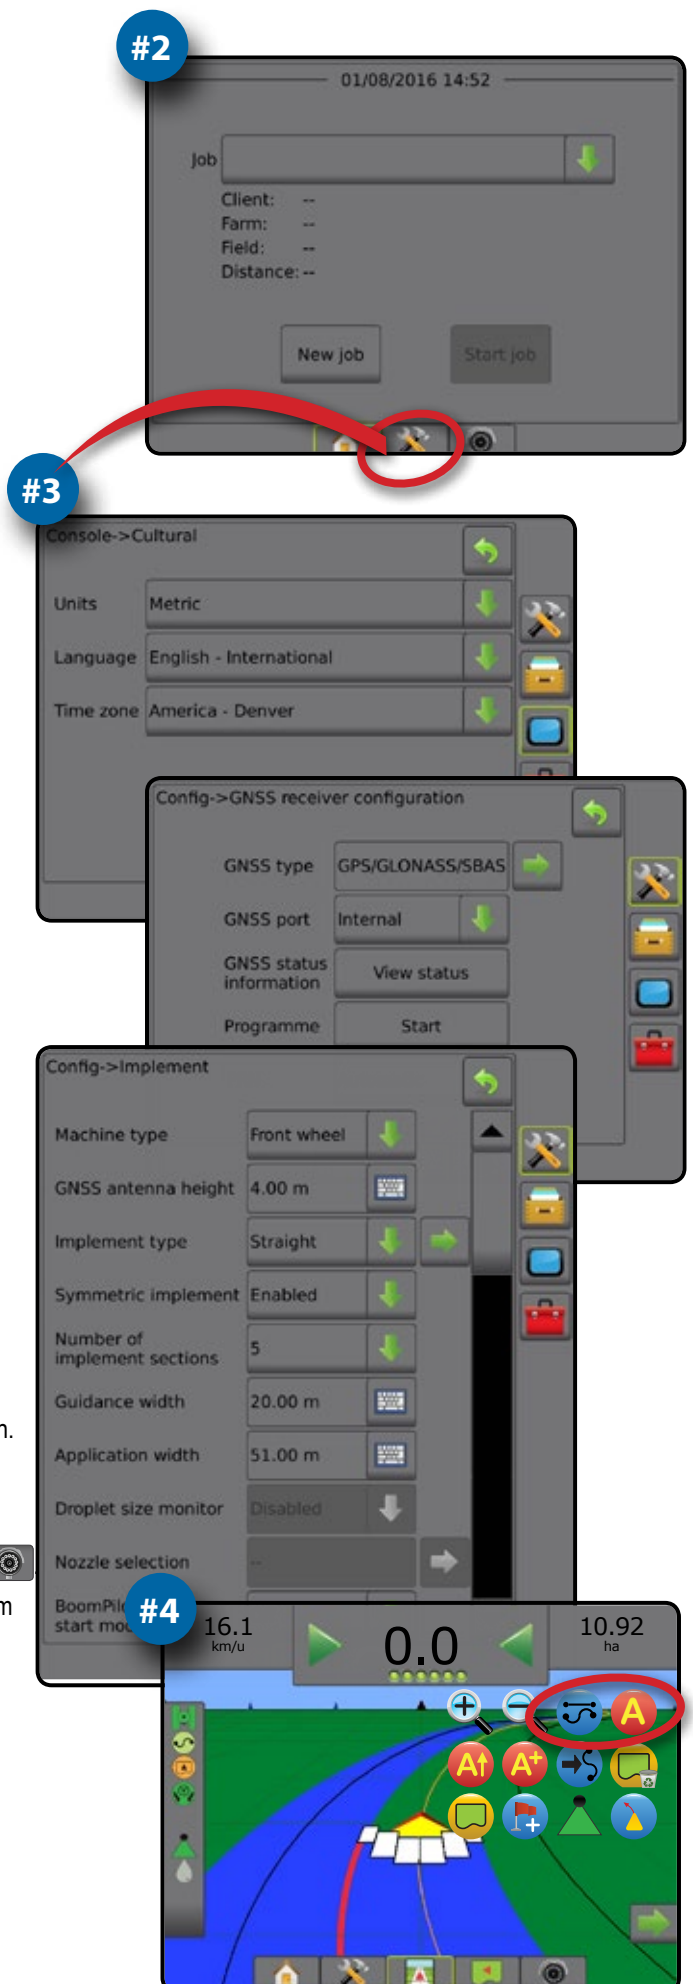 #2
01/08/2016 14:52
Job
Client: --
Farm: --
Field: --
Distance: --
New job
Start job
#3
Console->Cultural
Units Metric
Language English - International
Time zone America - Denver
Config->GNSS receiver configuration
GNSS type GPS/GLONASS/SBAS
GNSS port Internal
GNSS status information View status
Programme Start
Config->Implement
Machine type Front wheel
GNSS antenna height 4.00 m
Implement type Straight
Symmetric implement Enabled
Number of implement sections 5
Guidance width 20.00 m
n.
Application width 51.00 m
Droplet size monitor Disabled
Nozzle selection --
m
start mo
#4
16.1
km/u
0.0
10.92
ha
A
A
A+